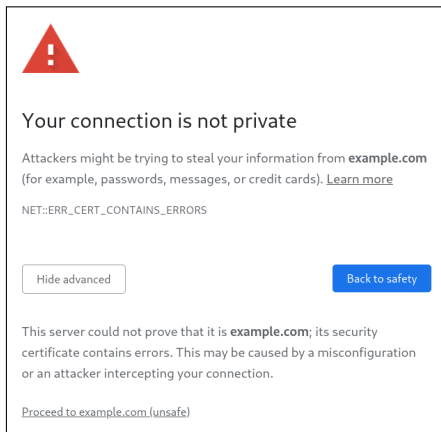 Your connection is not private
Attackers might be trying to steal your information from example.com
(for example, passwords, messages, or credit cards). Learn more
NET::ERR_CERT_CONTAINS_ERRORS
Hide advanced
Back to safety
This server could not prove that it is example.com; its security
certificate contains errors. This may be caused by a misconfiguration
or an attacker intercepting your connection.
Proceed to example.com (unsafe)